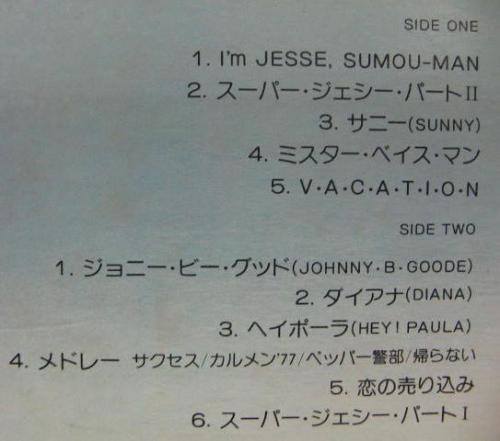 SIDE ONE
1. I'm JESSE, SUMOU-MAN
2. スーパー・ジェシー・パートII
3. サニー(SUNNY)
4. ミスター・ベイス・マン
5. V・A・C・A・T・I・O・N
SIDE TWO
1. ジョニー・ビー・グッド(JOHNNY・B・GOODE)
2. ダイアナ(DIANA)
3. ヘイポーラ(HEY! PAULA)
4. メドレー サクセス/カルメン'77/ペッパー警部/帰らない
5. 恋の売り込み
6. スーパー・ジェシー・パートI